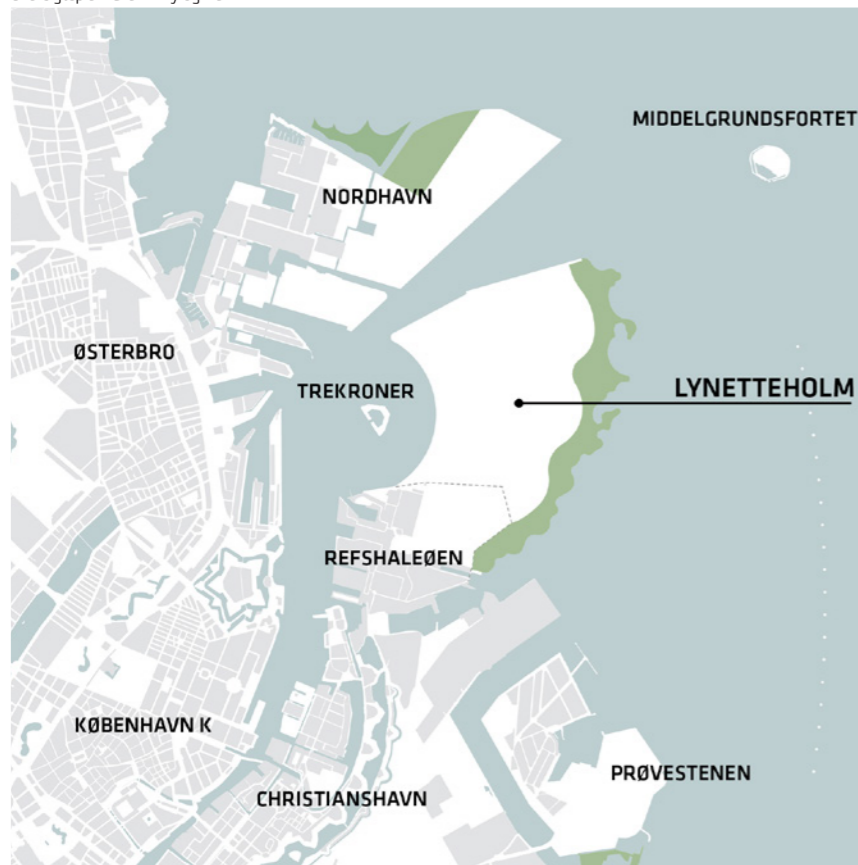 MIDDELGRUNDSFORTET
NORDHAVN
ØSTERBRO
TREKRONER
LYNETTEHOLM
REFSHALEØEN
KØBENHAVN K
PRØVESTENEN
CHRISTIANSHAVN